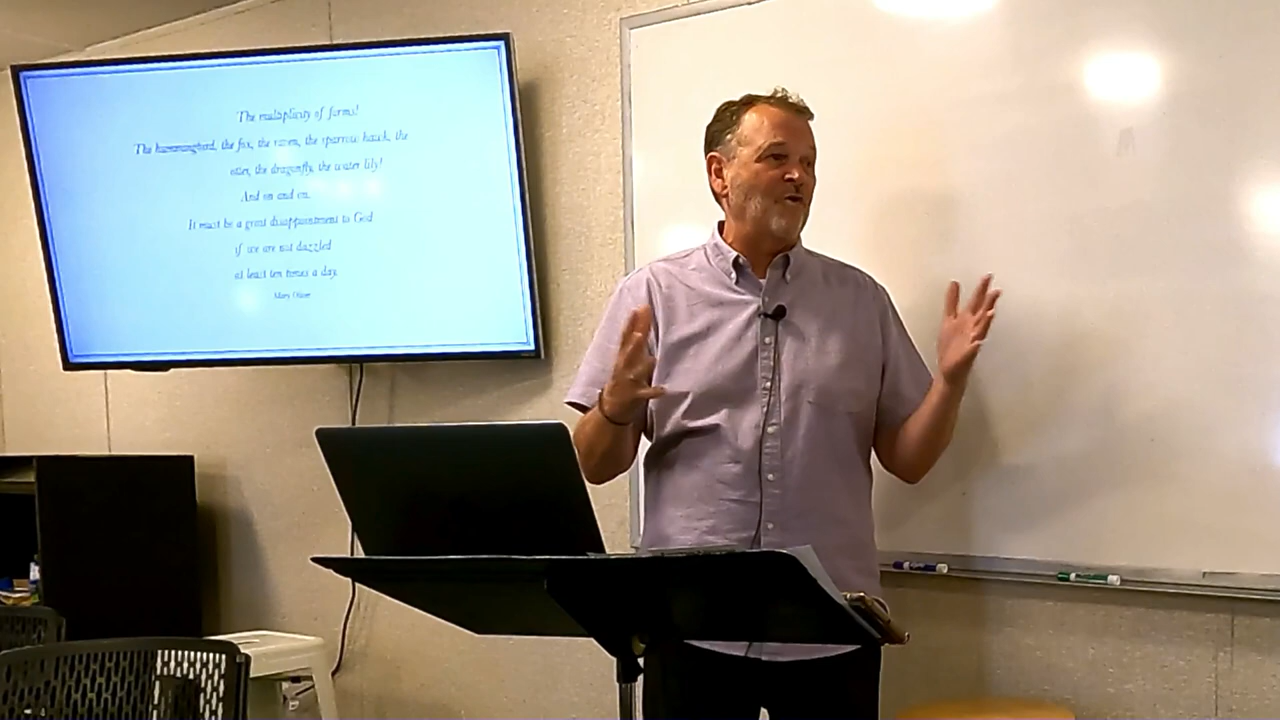 The multiplicity of forms!
The hummingbird, the fox, the raven, the sparrow hawk, the
otter, the dragonfly, the water lily!
And on and on.
It must be a great disappointment to God
if we are not dazzled
at least ten times a day.
Mary Oliver